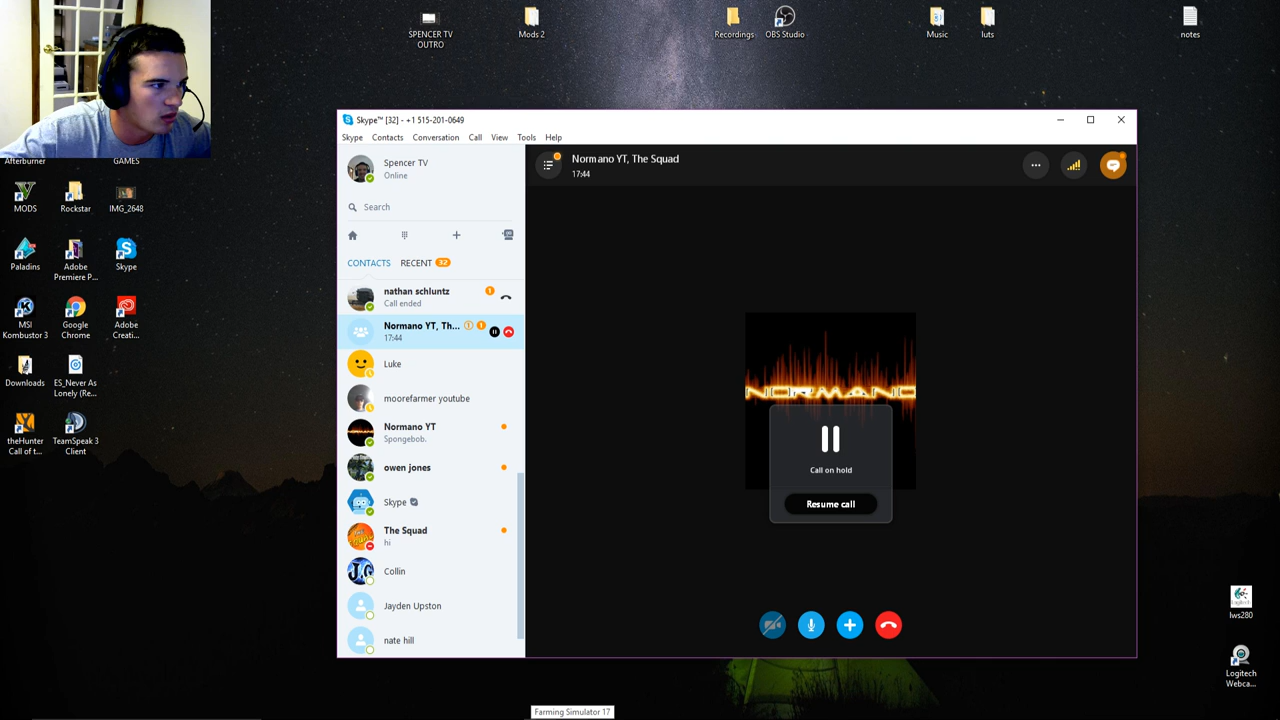 SPENCER TV
OUTRO
Mods 2
Recordings
OBS Studio
Music
luts
notes
Afterburner
GAMES
MODS
Rockstar
IMG_2648
Paladins
Adobe
Premiere P...
Skype
MSI
Kombustor 3
Google
Chrome
Adobe
Creati...
Downloads
ES_Never As
Lonely (Re...
theHunter
Call of t...
TeamSpeak 3
Client
Skype™ [32] - +1 515-201-0649
Skype Contacts Conversation Call View Tools Help
Spencer TV
Online
Search
CONTACTS RECENT 32
nathan schluntz 1
Call ended
Normano YT, Th... 1 1
17:44
Luke
moorefarmer youtube
Normano YT
Spongebob.
owen jones
Skype
The Squad
hi
Collin
Jayden Upston
nate hill
Normano YT, The Squad
17:44
NORMANO
Call on hold
Resume call
lws280
Logitech
Webca...
Farming Simulator 17